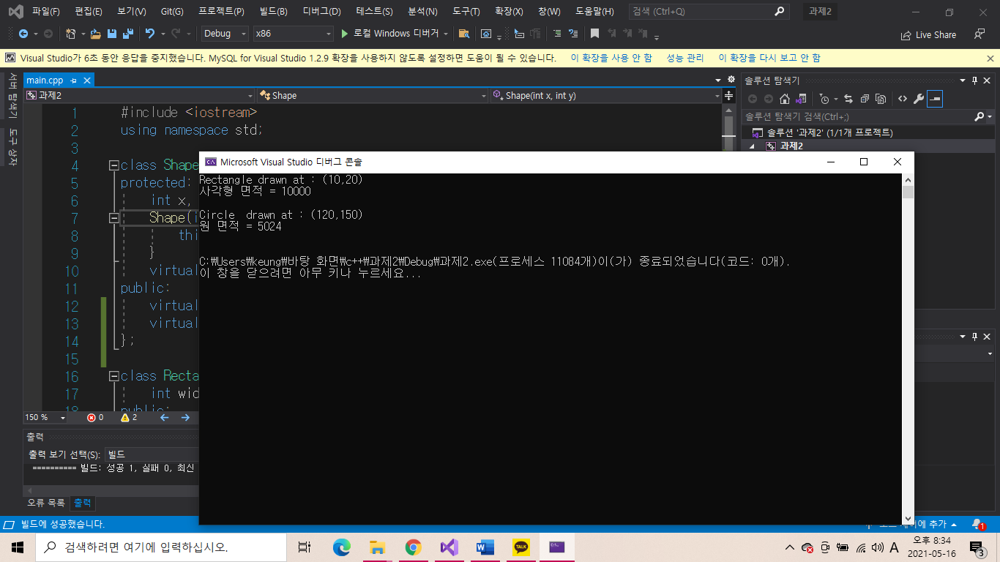 파일(F) 편집(E) 보기(V) Git(G) 프로젝트(P) 빌드(B) 디버그(D) 테스트(S) 분석(N) 도구(T) 확장(X) 창(W) 도움말(H) 검색 (Ctrl+Q) 과제2
Debug x86 로컬 Windows 디버거 Live Share
Visual Studio가 6초 동안 응답을 중지했습니다. MySQL for Visual Studio 1.2.9 확장을 사용하지 않도록 설정하면 도움이 될 수 있습니다. 이 확장을 사용 안 함 성능 관리 이 확장을 다시 보고 안 함
서버 탐색기
도구 상자
main.cpp
과제2 Shape Shape(int x, int y)
1 #include <iostream>
2 using namespace std;
3
4 class Shape
5 protected:
6 int x,
7 Shape(i
8 thi
9 }
10 virtual
11 public:
12 virtual
13 virtual
14 };
15
16 class Recta
17 int wid
18 public:
150 % 0 2
출력
출력 보기 선택(S): 빌드
========== 빌드: 성공 1, 실패 0, 최신
오류 목록 출력
솔루션 탐색기
솔루션 탐색기 검색(Ctrl+;)
솔루션 '과제2' (1/1개 프로젝트)
과제2
Microsoft Visual Studio 디버그 콘솔
Rectangle drawn at : (10,20)
사각형 면적 = 10000
Circle drawn at : (120,150)
원 면적 = 5024
C:₩Users₩keung₩바탕 화면₩c++₩과제2₩Debug₩과제2.exe(프로세스 11084개)이(가) 종료되었습니다(코드: 0개).
이 창을 닫으려면 아무 키나 누르세요...
빌드에 성공했습니다. 에 추가 1
검색하려면 여기에 입력하십시오. TALK A 오후 8:34
2021-05-16 3